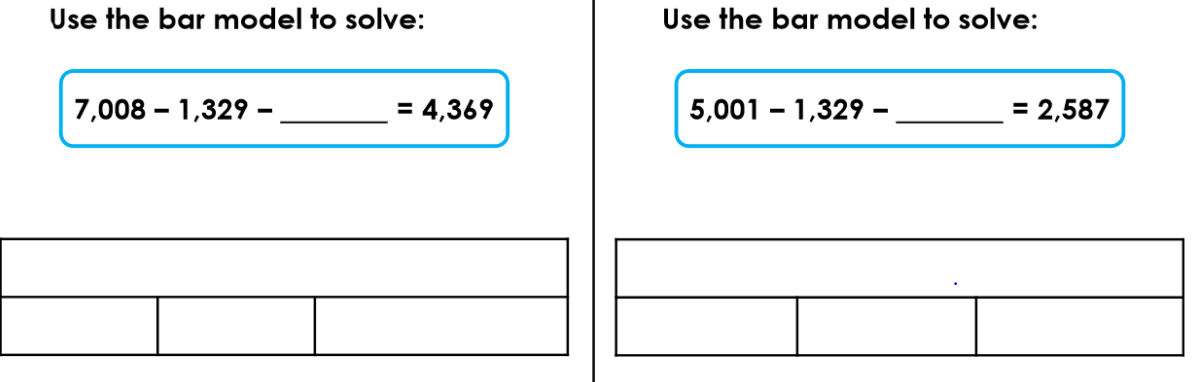 Use the bar model to solve:
7,008 – 1,329 – ________ = 4,369
Use the bar model to solve:
5,001 – 1,329 – ________ = 2,587